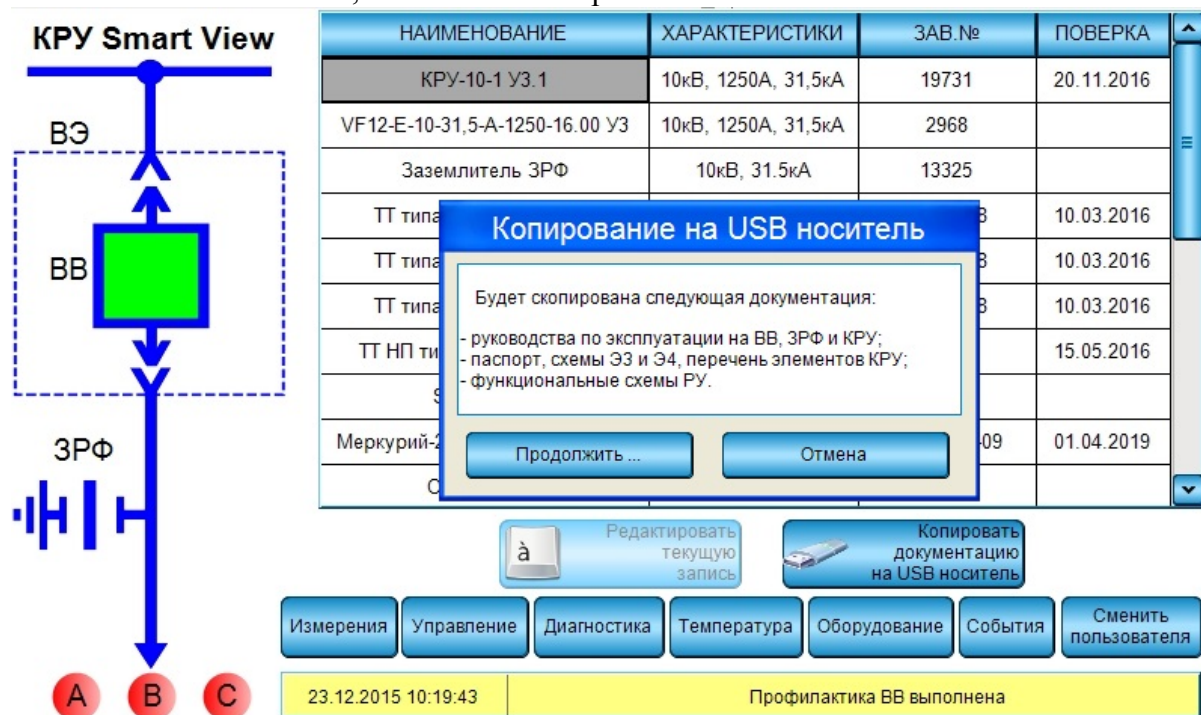 КРУ Smart View
ВЭ
ВВ
ЗРФ
A B C
НАИМЕНОВАНИЕ ХАРАКТЕРИСТИКИ ЗАВ.№ ПОВЕРКА
КРУ-10-1 У3.1 10кВ, 1250А, 31,5кА 19731 20.11.2016
VF12-E-10-31,5-А-1250-16.00 У3 10кВ, 1250А, 31,5кА 2968
Заземлитель ЗРФ 10кВ, 31.5кА 13325
ТТ типа 10.03.2016
ТТ типа 10.03.2016
ТТ типа 10.03.2016
ТТ НП 15.05.2016
Меркурий-2 -09 01.04.2019
Копирование на USB носитель
Будет скопирована следующая документация:
- руководства по эксплуатации на ВВ, ЗРФ и КРУ;
- паспорт, схемы Э3 и Э4, перечень элементов КРУ;
- функциональные схемы РУ.
Продолжить ... Отмена
à
Редактировать
текущую
запись
Копировать
документацию
на USB носитель
Измерения Управление Диагностика Температура Оборудование События Сменить
пользователя
23.12.2015 10:19:43 Профилактика ВВ выполнена